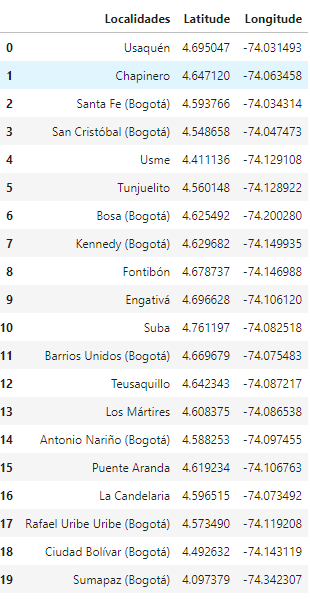 Localidades Latitude Longitude
0 Usaquén 4.695047 -74.031493
1 Chapinero 4.647120 -74.063458
2 Santa Fe (Bogotá) 4.593766 -74.034314
3 San Cristóbal (Bogotá) 4.548658 -74.047473
4 Usme 4.411136 -74.129108
5 Tunjuelito 4.560148 -74.128922
6 Bosa (Bogotá) 4.625492 -74.200280
7 Kennedy (Bogotá) 4.629682 -74.149935
8 Fontibón 4.678737 -74.146988
9 Engativá 4.696628 -74.106120
10 Suba 4.761197 -74.082518
11 Barrios Unidos (Bogotá) 4.669679 -74.075483
12 Teusaquillo 4.642343 -74.087217
13 Los Mártires 4.608375 -74.086538
14 Antonio Nariño (Bogotá) 4.588253 -74.097455
15 Puente Aranda 4.619234 -74.106763
16 La Candelaria 4.596515 -74.073492
17 Rafael Uribe Uribe (Bogotá) 4.573490 -74.119208
18 Ciudad Bolívar (Bogotá) 4.492632 -74.143119
19 Sumapaz (Bogotá) 4.097379 -74.342307